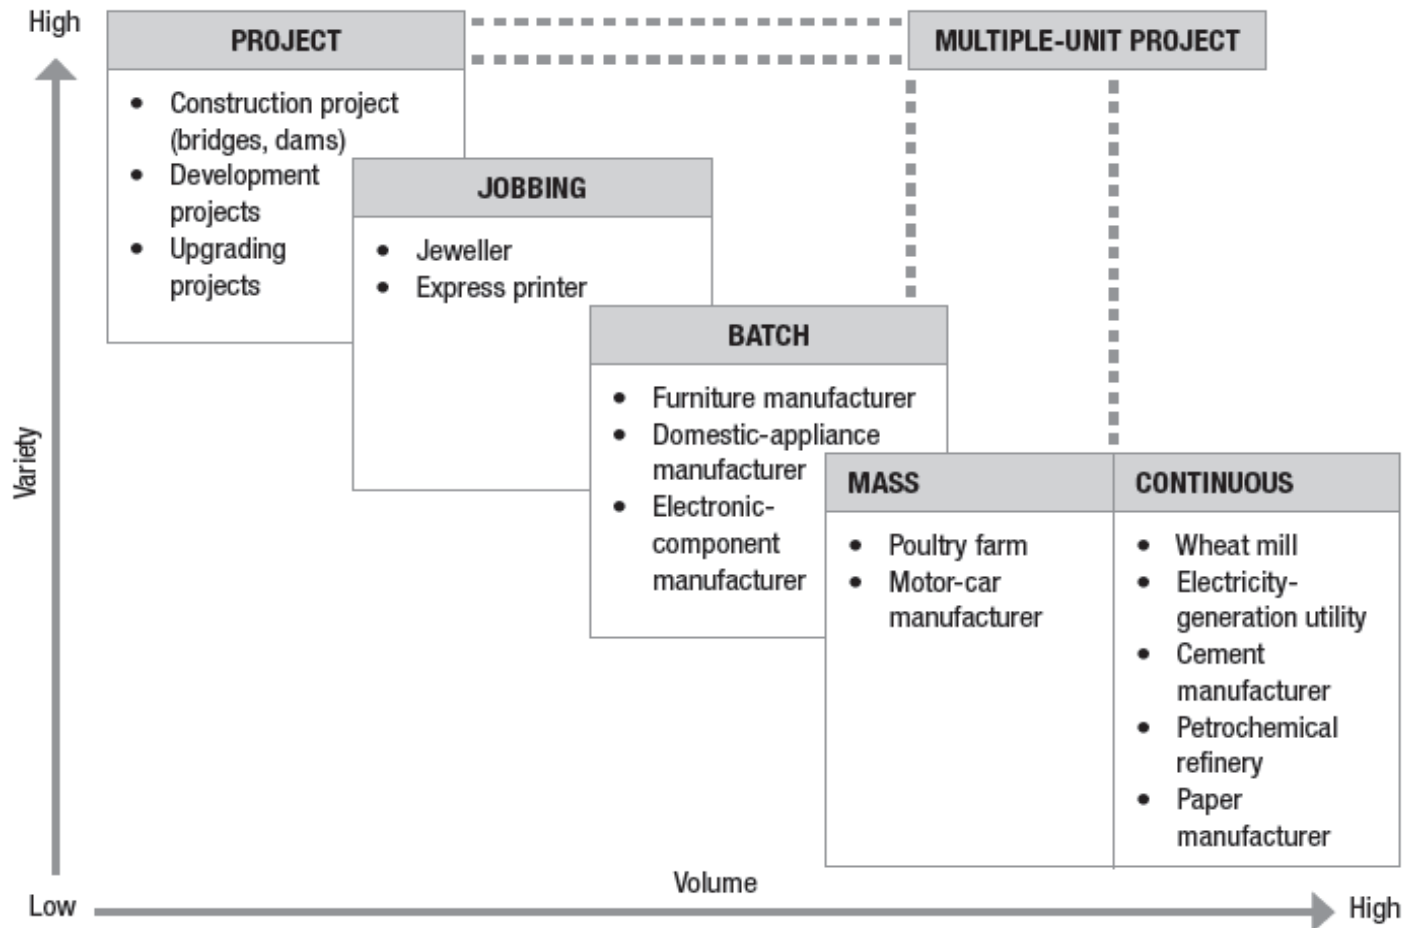 High
PROJECT
MULTIPLE-UNIT PROJECT
• Construction project
(bridges, dams)
• Development
projects
• Upgrading
projects
JOBBING
• Jeweller
• Express printer
BATCH
• Furniture manufacturer
• Domestic-appliance
manufacturer
• Electronic-
component
manufacturer
MASS
• Poultry farm
• Motor-car
manufacturer
CONTINUOUS
• Wheat mill
• Electricity-
generation utility
• Cement
manufacturer
• Petrochemical
refinery
• Paper
manufacturer
Variety
Volume
Low
High